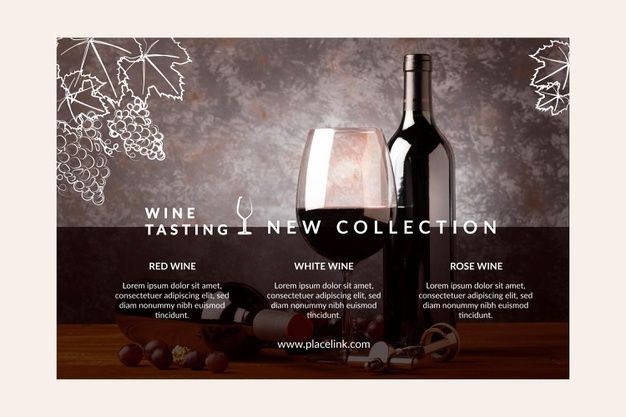 WINE
TASTING
NEW COLLECTION
RED WINE
Lorem ipsum dolor sit amet,
consectetuer adipiscing elit, sed
diam nonummy nibh euismod
tincidunt.
WHITE WINE
Lorem ipsum dolor sit amet,
consectetuer adipiscing elit, sed
diam nonummy nibh euismod
tincidunt.
ROSE WINE
Lorem ipsum dolor sit amet,
consectetuer adipiscing elit, sed
diam nonummy nibh euismod
tincidunt.
www.placelink.com